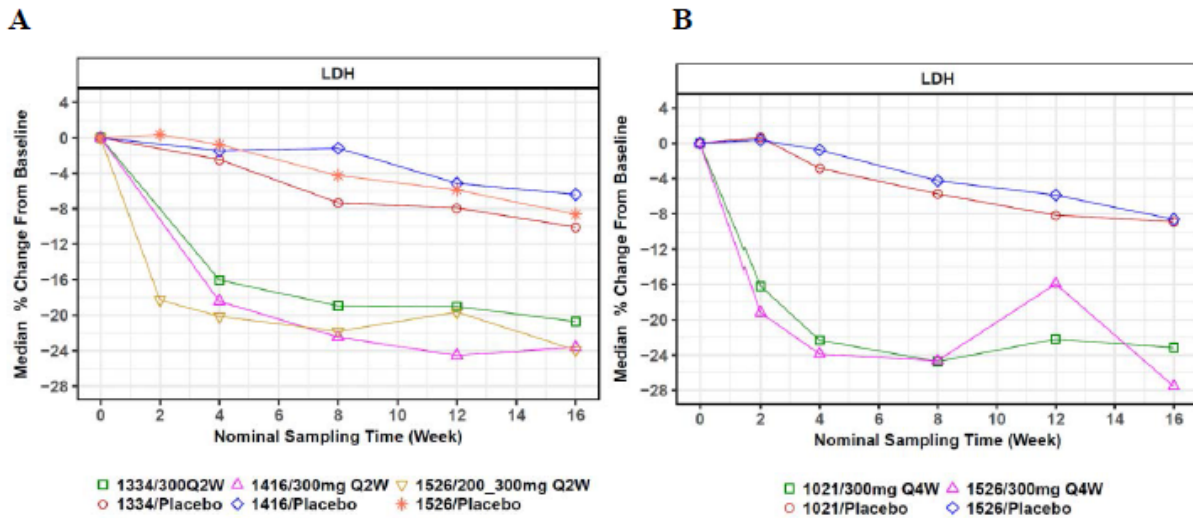 A
B
LDH
LDH
Median % Change From Baseline
4
0
−4
−8
−12
−16
−20
−24
−28
0 2 4 6 8 10 12 14 16
Nominal Sampling Time (Week)
Median % Change From Baseline
4
0
−4
−8
−12
−16
−20
−24
−28
0 2 4 6 8 10 12 14 16
Nominal Sampling Time (Week)
1334/300Q2W 1416/300mg Q2W 1526/200_300mg Q2W
1334/Placebo 1416/Placebo 1526/Placebo
1021/300mg Q4W 1526/300mg Q4W
1021/Placebo 1526/Placebo